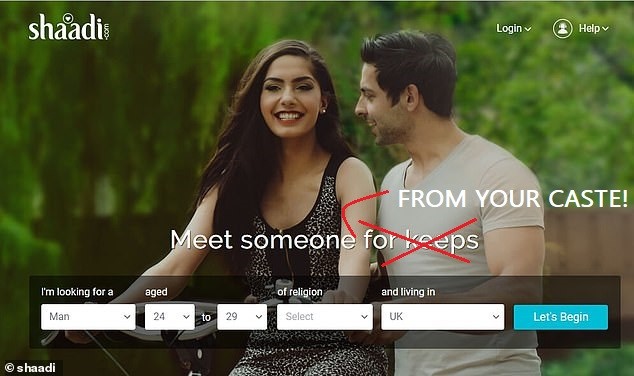 shaadi.com
Login
Help
FROM YOUR CASTE!
Meet someone for keeps
I'm looking for a
aged
of religion
and living in
Man
24
to
29
Select
UK
Let's Begin
© shaadi